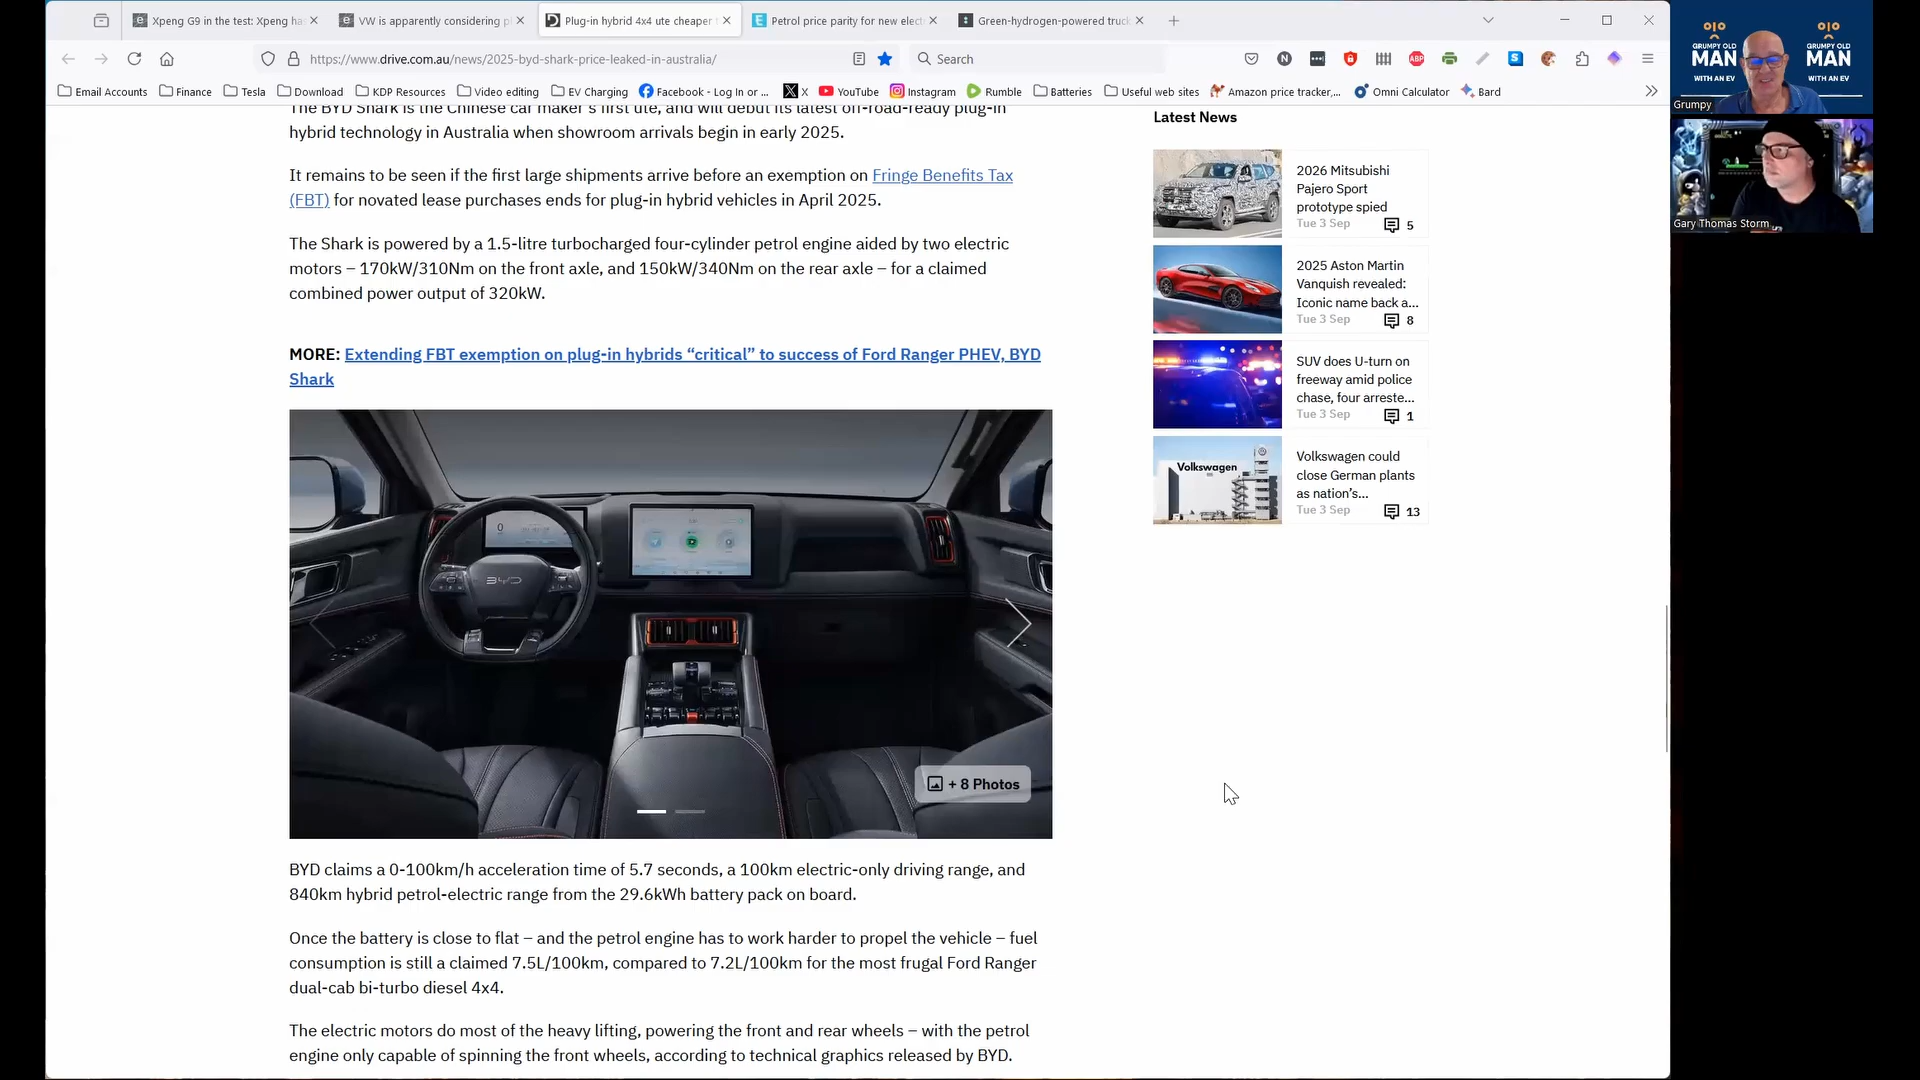 Xpeng G9 in the test: Xpeng ha
VW is apparently considering p
Plug-in hybrid 4x4 ute cheaper
Petrol price parity for new elect
Green-hydrogen-powered truck
https://www.drive.com.au/news/2025-byd-shark-price-leaked-in-australia/
Search
Email Accounts
Finance
Tesla
Download
KDP Resources
Video editing
EV Charging
Facebook - Log In or ...
X
YouTube
Instagram
Rumble
Batteries
Useful web sites
Amazon price tracker,...
Omni Calculator
Bard
The BYD Shark is the Chinese car maker's first ute, and will debut its latest off-road-ready plug-in
hybrid technology in Australia when showroom arrivals begin in early 2025.
It remains to be seen if the first large shipments arrive before an exemption on Fringe Benefits Tax
(FBT) for novated lease purchases ends for plug-in hybrid vehicles in April 2025.
The Shark is powered by a 1.5-litre turbocharged four-cylinder petrol engine aided by two electric
motors – 170kW/310Nm on the front axle, and 150kW/340Nm on the rear axle – for a claimed
combined power output of 320kW.
MORE: Extending FBT exemption on plug-in hybrids “critical” to success of Ford Ranger PHEV, BYD
Shark
BYD
+ 8 Photos
BYD claims a 0-100km/h acceleration time of 5.7 seconds, a 100km electric-only driving range, and
840km hybrid petrol-electric range from the 29.6kWh battery pack on board.
Once the battery is close to flat – and the petrol engine has to work harder to propel the vehicle – fuel
consumption is still a claimed 7.5L/100km, compared to 7.2L/100km for the most frugal Ford Ranger
dual-cab bi-turbo diesel 4x4.
The electric motors do most of the heavy lifting, powering the front and rear wheels – with the petrol
engine only capable of spinning the front wheels, according to technical graphics released by BYD.
Latest News
2026 Mitsubishi
Pajero Sport
prototype spied
Tue 3 Sep
5
2025 Aston Martin
Vanquish revealed:
Iconic name back a...
Tue 3 Sep
8
SUV does U-turn on
freeway amid police
chase, four arreste...
Tue 3 Sep
1
Volkswagen
Volkswagen could
close German plants
as nation’s...
Tue 3 Sep
13
GRUMPY OLD
MAN
WITH AN EV
GRUMPY OLD
MAN
WITH AN EV
Grumpy
Gary Thomas Storm